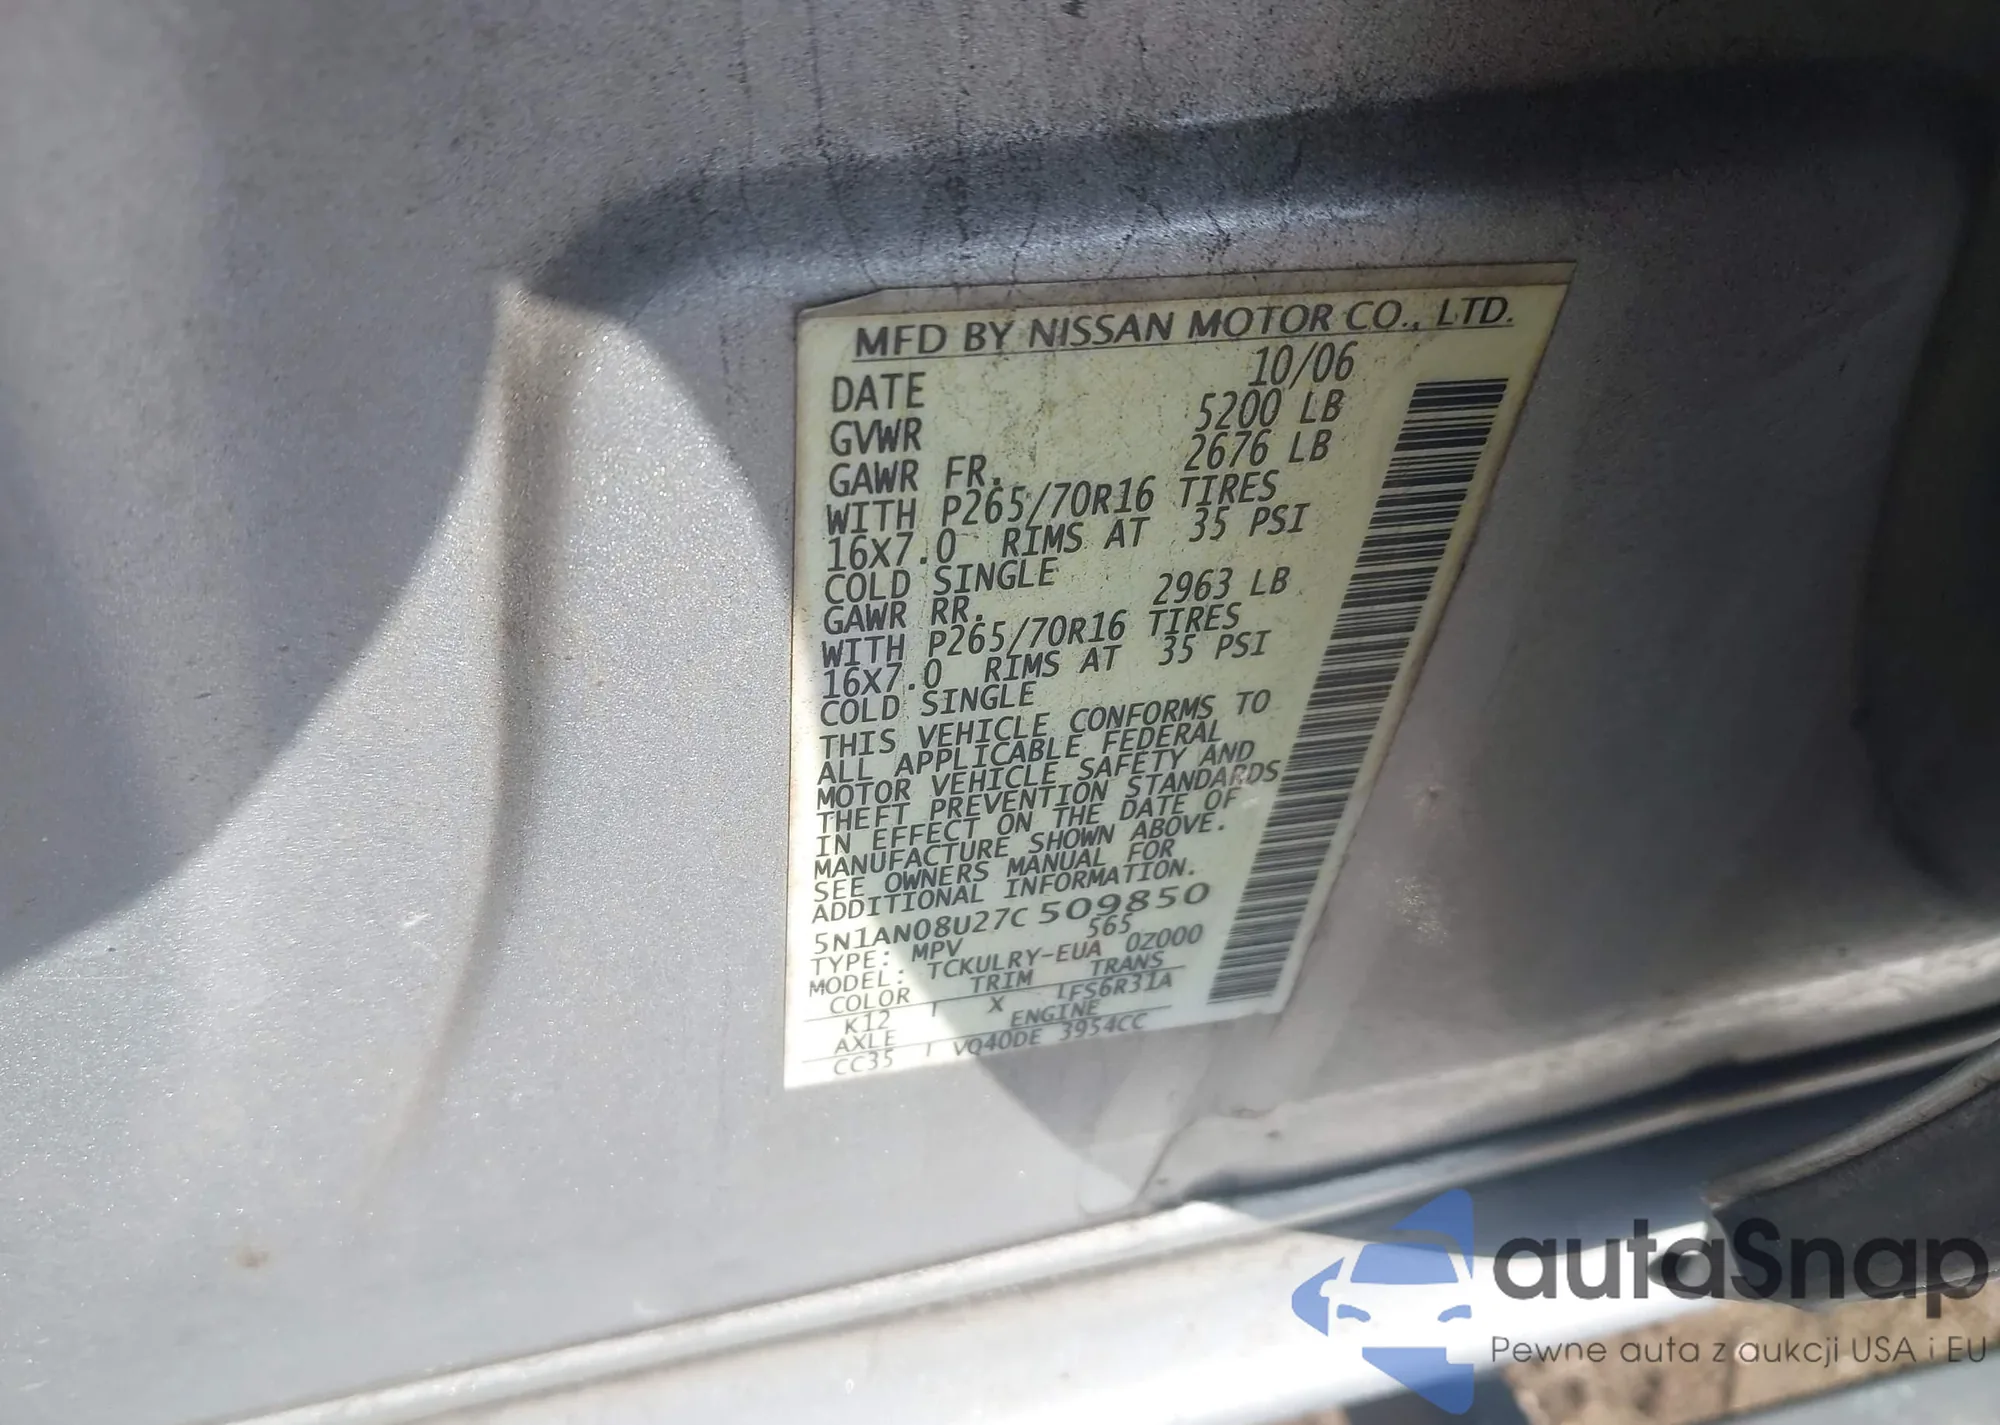 MFD BY NISSAN MOTOR CO., LTD.
DATE 10/06
GVWR 5200 LB
GAWR FR. 2676 LB
WITH P265/70R16 TIRES
16X7.0 RIMS AT 35 PSI
COLD SINGLE
GAWR RR. 2963 LB
WITH P265/70R16 TIRES
16X7.0 RIMS AT 35 PSI
COLD SINGLE
THIS VEHICLE CONFORMS TO
ALL APPLICABLE FEDERAL
MOTOR VEHICLE SAFETY AND
THEFT PREVENTION STANDARDS
IN EFFECT ON THE DATE OF
MANUFACTURE SHOWN ABOVE.
SEE OWNERS MANUAL FOR
ADDITIONAL INFORMATION.
5N1AN08U27C 509850
TYPE: MPV 565
MODEL: TCKULRY-EUA 0Z000
COLOR TRIM TRANS
K12 X LFS6R31A
AXLE ENGINE
CC35 VQ40DE 3954CC
autaSnap
Pewne auta z aukcji USA i EU